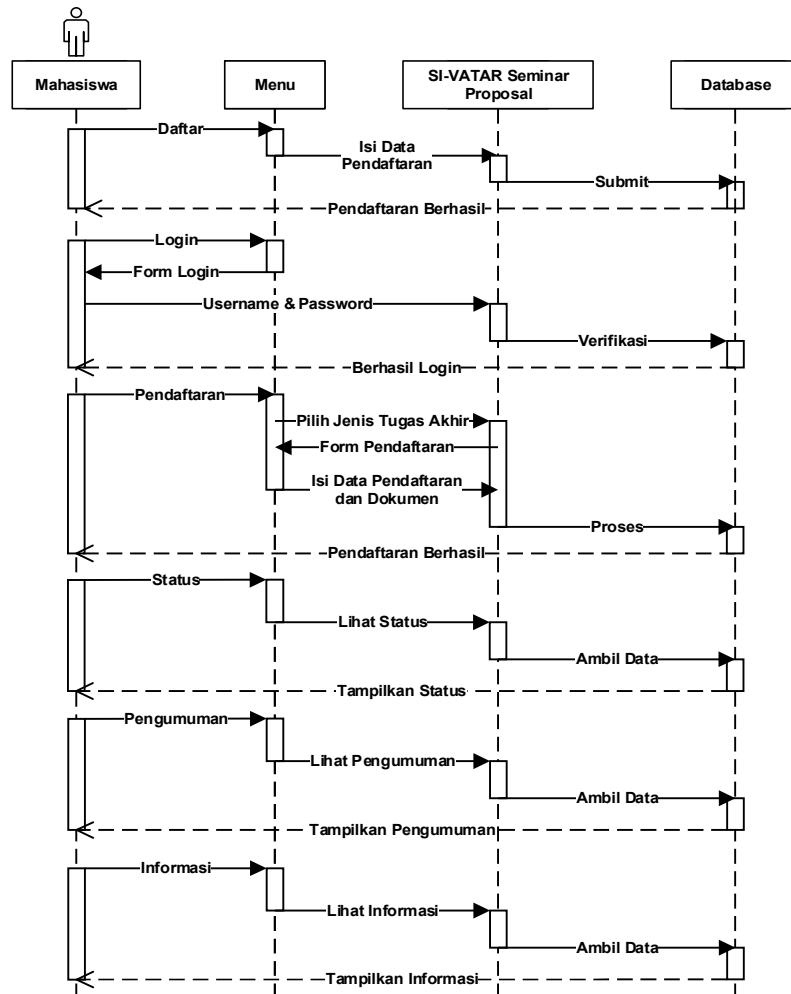 Mahasiswa
Menu
SI-VATAR Seminar
Proposal
Database
Daftar
Isi Data
Pendaftaran
Submit
Pendaftaran Berhasil
Login
Form Login
Username & Password
Verifikasi
Berhasil Login
Pendaftaran
Pilih Jenis Tugas Akhir
Form Pendaftaran
Isi Data Pendaftaran
dan Dokumen
Proses
Pendaftaran Berhasil
Status
Lihat Status
Ambil Data
Tampilkan Status
Pengumuman
Lihat Pengumuman
Ambil Data
Tampilkan Pengumuman
Informasi
Lihat Informasi
Ambil Data
Tampilkan Informasi